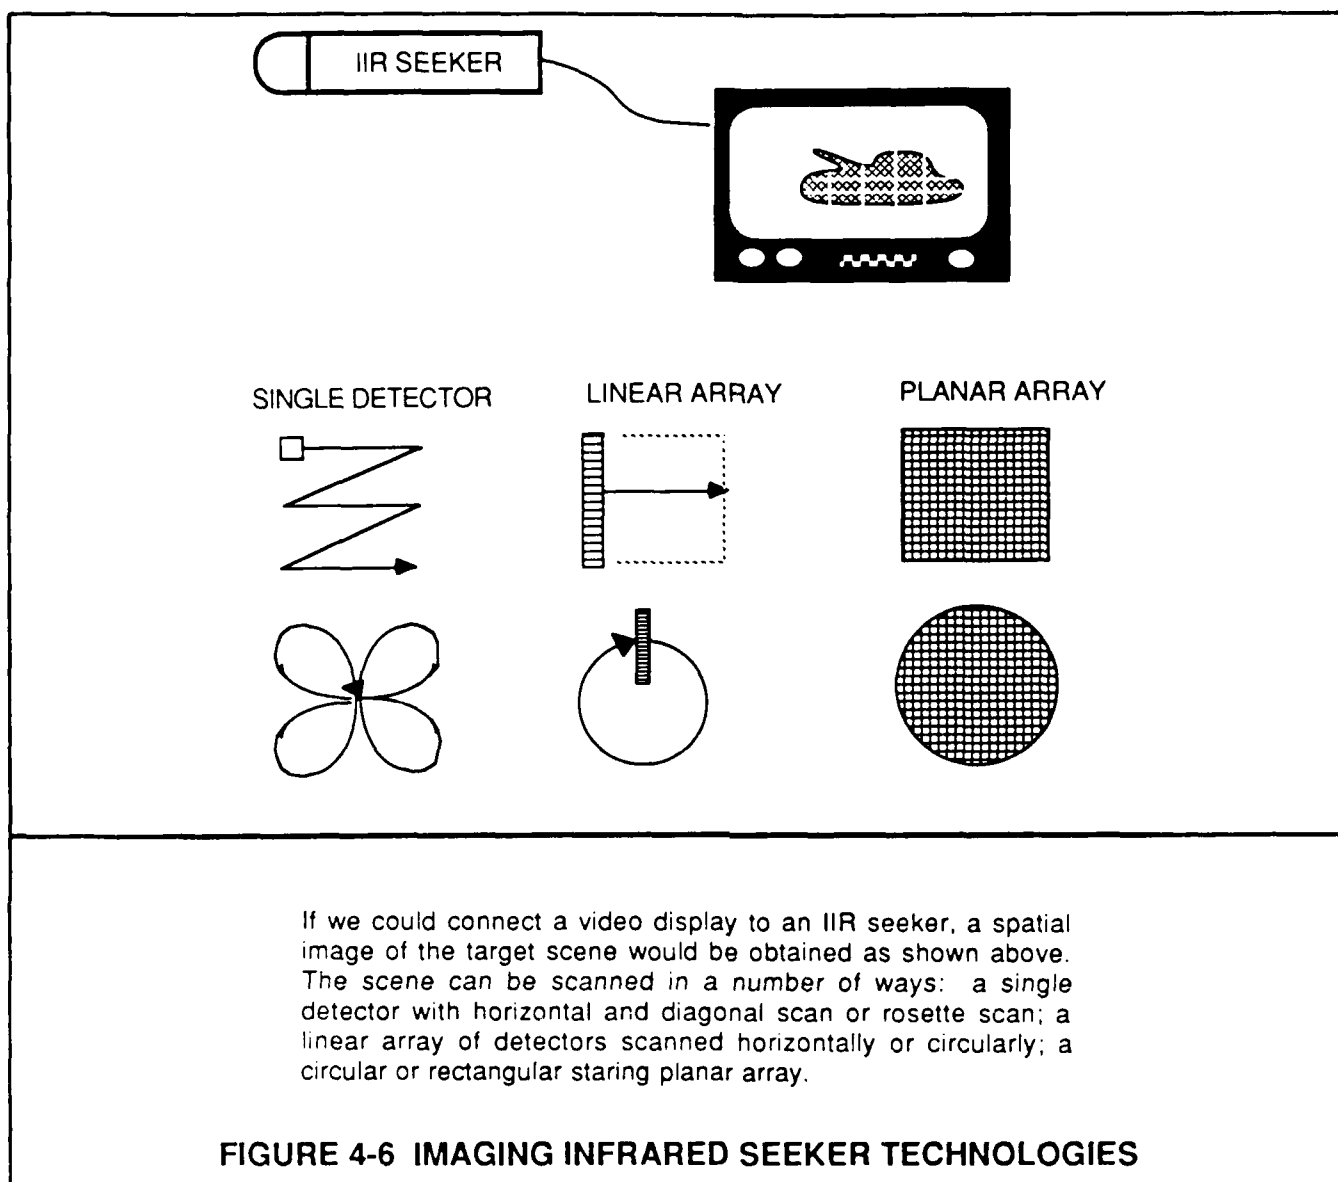 IIR SEEKER
SINGLE DETECTOR
LINEAR ARRAY
PLANAR ARRAY
If we could connect a video display to an IIR seeker, a spatial
image of the target scene would be obtained as shown above.
The scene can be scanned in a number of ways: a single
detector with horizontal and diagonal scan or rosette scan; a
linear array of detectors scanned horizontally or circularly; a
circular or rectangular staring planar array.
FIGURE 4-6 IMAGING INFRARED SEEKER TECHNOLOGIES